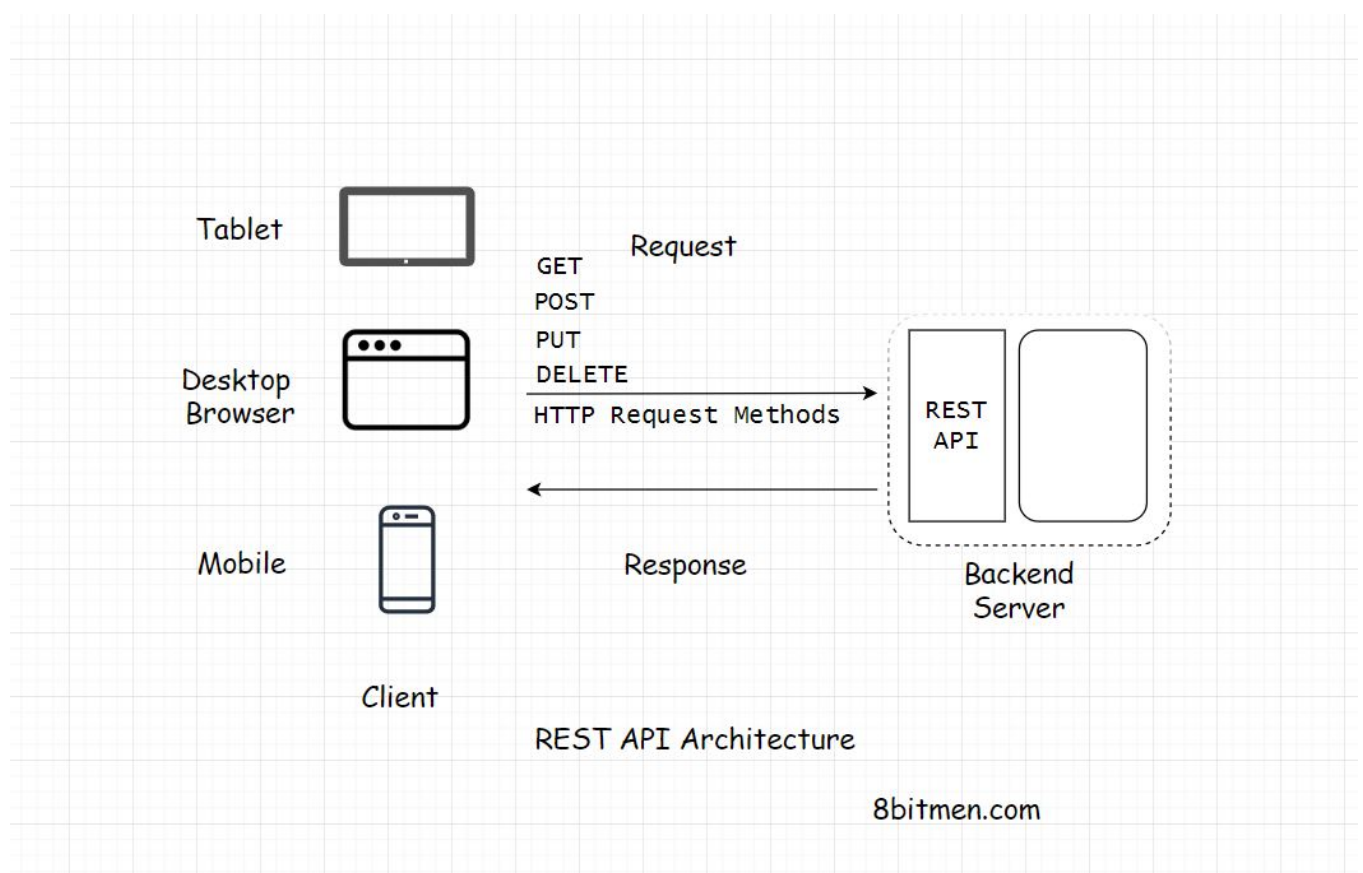 Tablet
Request
GET
POST
PUT
DELETE
Desktop
Browser
HTTP Request Methods
REST
API
Mobile
Response
Backend
Server
Client
REST API Architecture
8bitmen.com